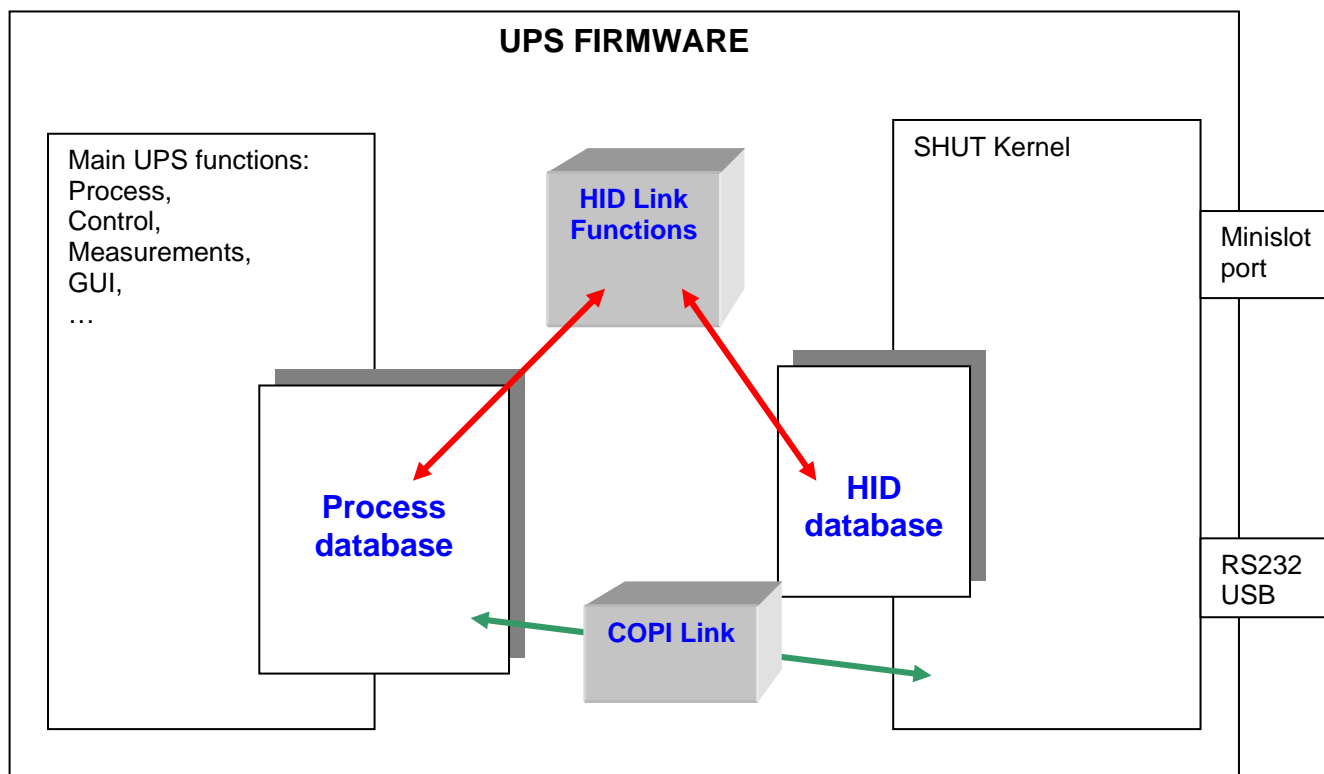 UPS FIRMWARE
Main UPS functions:
Process,
Control,
Measurements,
GUI,
…
HID Link
Functions
SHUT Kernel
Minislot
port
Process
database
HID
database
COPI Link
RS232
USB